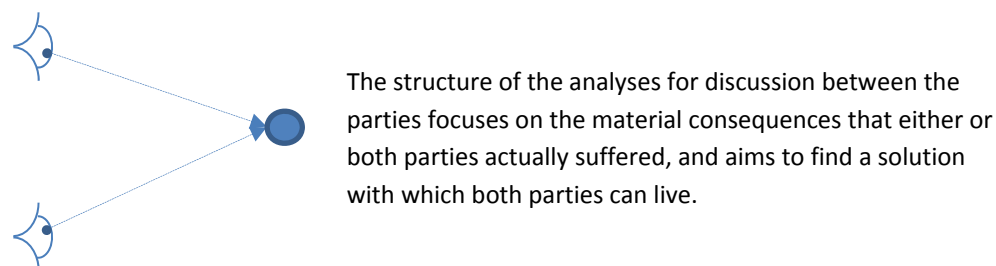 The structure of the analyses for discussion between the
parties focuses on the material consequences that either or
both parties actually suffered, and aims to find a solution
with which both parties can live.